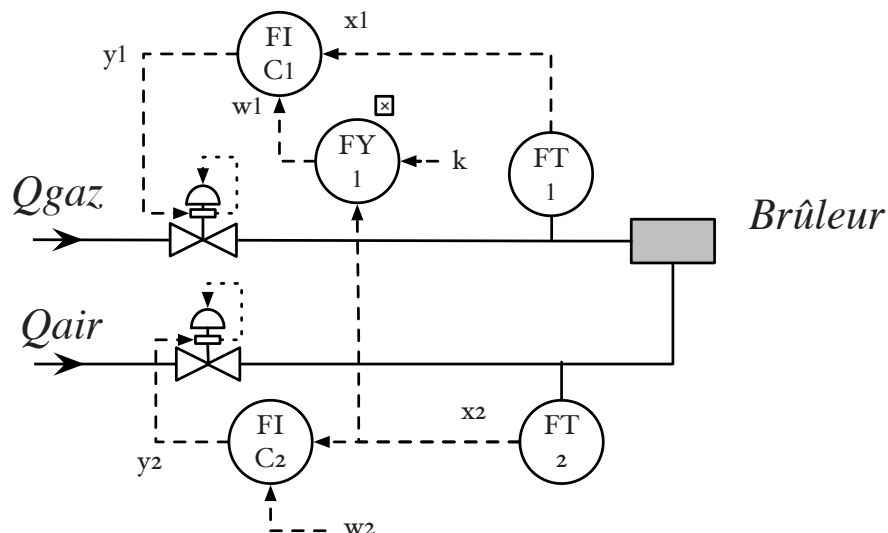 x1
FI
C1
y1
w1
×
FY
1
k
FT
1
Qgaz
Brûleur
Qair
x2
FI
C2
FT
2
y2
w2